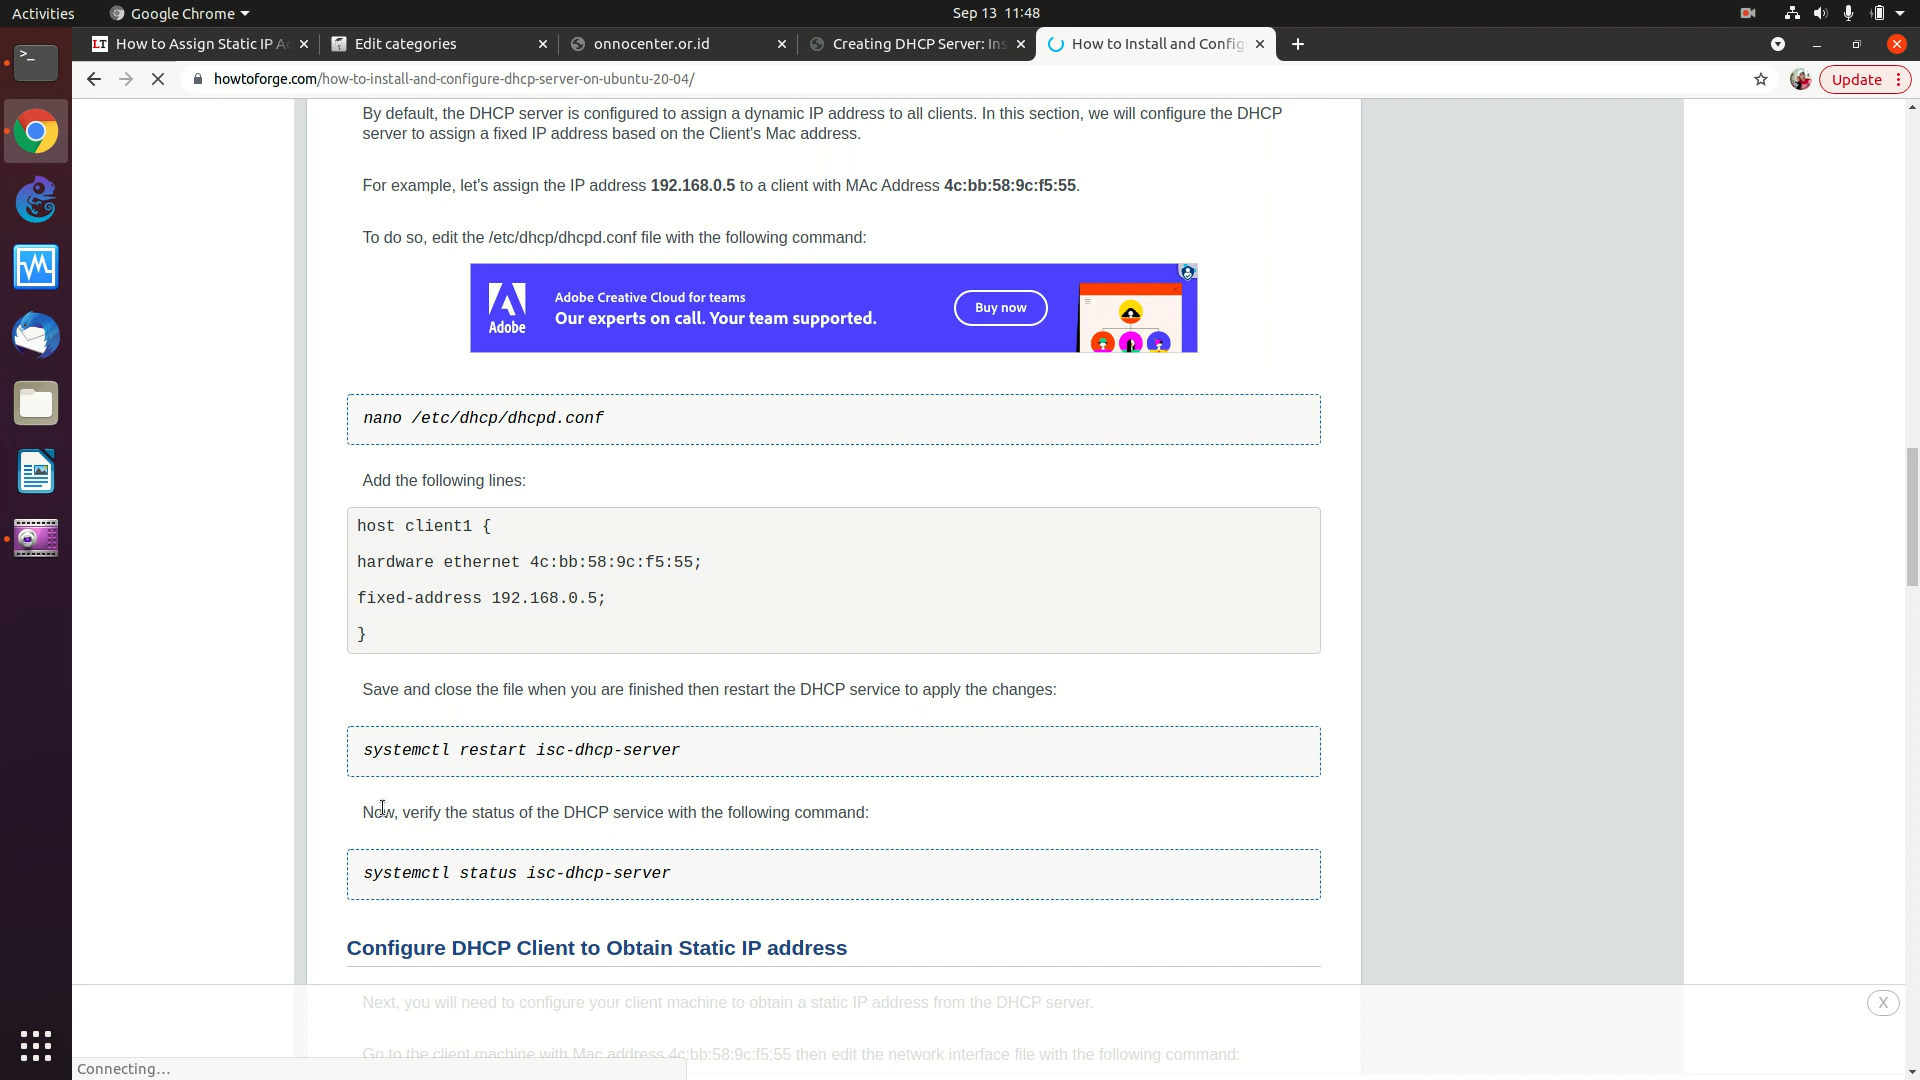 Activities
Google Chrome
Sep 13 11:48
LT How to Assign Static IP A
Edit categories
onnocenter.or.id
Creating DHCP Server: Ins
How to Install and Config
howtoforge.com/how-to-install-and-configure-dhcp-server-on-ubuntu-20-04/
Update
By default, the DHCP server is configured to assign a dynamic IP address to all clients. In this section, we will configure the DHCP
server to assign a fixed IP address based on the Client's Mac address.
For example, let's assign the IP address 192.168.0.5 to a client with MAc Address 4c:bb:58:9c:f5:55.
To do so, edit the /etc/dhcp/dhcpd.conf file with the following command:
Adobe
Adobe Creative Cloud for teams
Our experts on call. Your team supported.
Buy now
nano /etc/dhcp/dhcpd.conf
Add the following lines:
host client1 {
hardware ethernet 4c:bb:58:9c:f5:55;
fixed-address 192.168.0.5;
}
Save and close the file when you are finished then restart the DHCP service to apply the changes:
systemctl restart isc-dhcp-server
Now, verify the status of the DHCP service with the following command:
systemctl status isc-dhcp-server
Configure DHCP Client to Obtain Static IP address
Next, you will need to configure your client machine to obtain a static IP address from the DHCP server.
X
Go to the client machine with Mac address 4c:bb:58:9c:f5:55 then edit the network interface file with the following command:
Connecting...